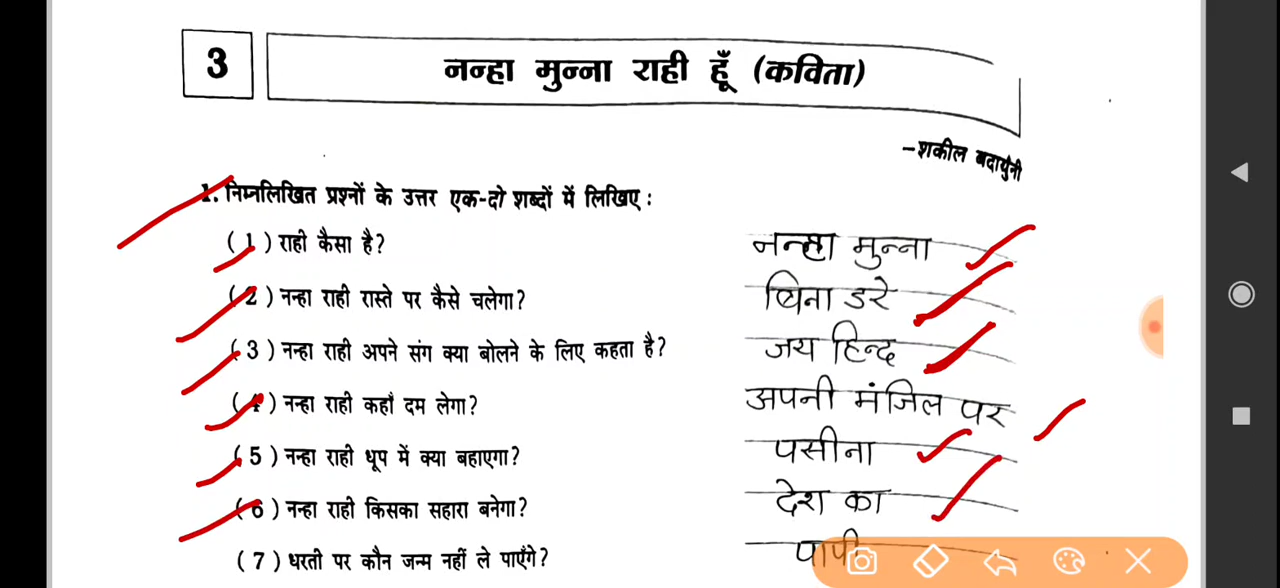 3
नन्हा मुन्ना राही हूँ (कविता)
–शकील बदायुंनी
1. निम्नलिखित प्रश्नों के उत्तर एक-दो शब्दों में लिखिए :
(1) राही कैसा है? नन्हा मुन्ना
(2) नन्हा राही रास्ते पर कैसे चलेगा? बिना डरे
(3) नन्हा राही अपने संग क्या बोलने के लिए कहता है? जय हिन्द
(4) नन्हा राही कहाँ दम लेगा? अपनी मंजिल पर
(5) नन्हा राही धूप में क्या बहाएगा? पसीना
(6) नन्हा राही किसका सहारा बनेगा? देश का
(7) धरती पर कौन जन्म नहीं ले पाएँगे? पापी